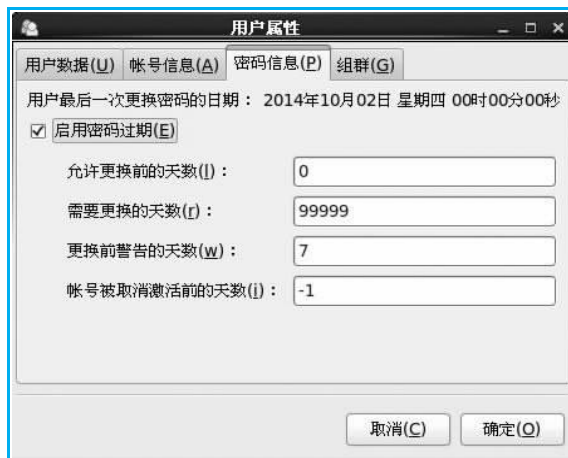 用户属性
用户数据(U) 帐号信息(A) 密码信息(P) 组群(G)
用户最后一次更换密码的日期： 2014年10月02日 星期四 00时00分00秒
启用密码过期(E)
允许更换前的天数(I)： 0
需要更换的天数(r)： 99999
更换前警告的天数(w)： 7
帐号被取消激活前的天数(i)： -1
取消(C) 确定(O)